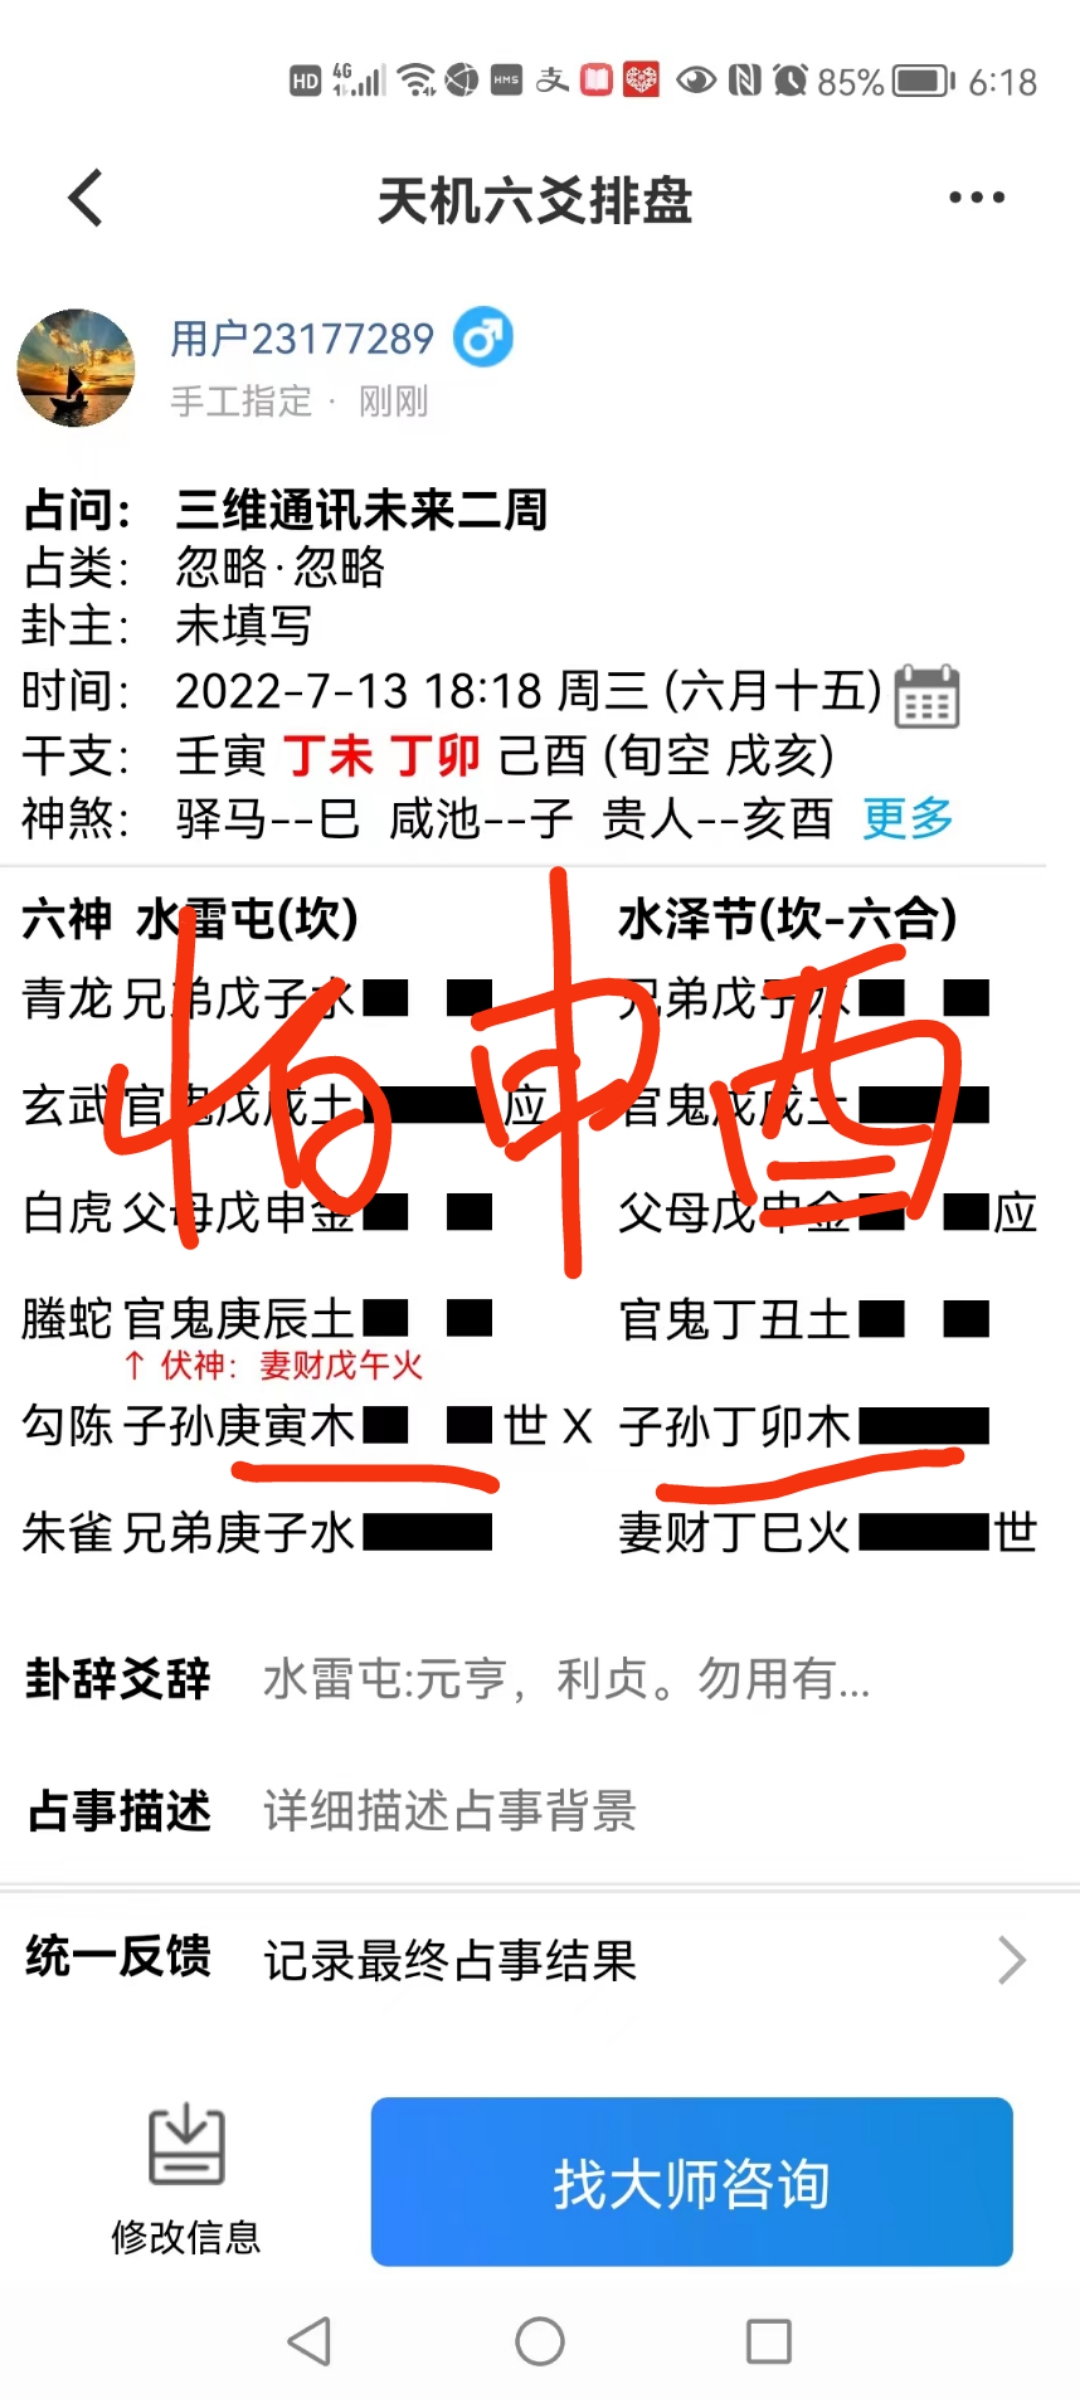 HD 4G HMS 支 85% 6:18
天机六爻排盘
用户23177289
手工指定 · 刚刚
占问： 三维通讯未来二周
占类： 忽略·忽略
卦主： 未填写
时间： 2022-7-13 18:18 周三 (六月十五)
干支： 壬寅 丁未 丁卯 己酉 (旬空 戌亥)
神煞： 驿马--巳 咸池--子 贵人--亥酉 更多
六神 水雷屯(坎) 水泽节(坎-六合)
青龙 兄弟戊子水 兄弟戊子水
玄武 官鬼戊戌土 应 官鬼戊戌土
怕申酉
白虎 父母戊申金 父母戊申金 应
螣蛇 官鬼庚辰土 官鬼丁丑土
↑ 伏神：妻财戊午火
勾陈 子孙庚寅木 世 X 子孙丁卯木
朱雀 兄弟庚子水 妻财丁巳火 世
卦辞爻辞 水雷屯:元亨，利贞。勿用有...
占事描述 详细描述占事背景
统一反馈 记录最终占事结果
修改信息
找大师咨询